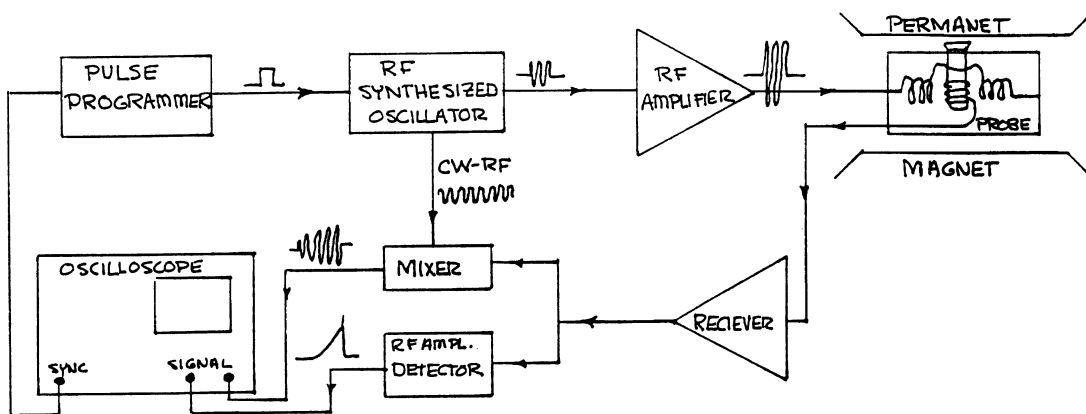 PULSE
PROGRAMMER
RF
SYNTHESIZED
OSCILLATOR
RF
AMPLIFIER
PERMANET
PROBE
MAGNET
CW-RF
OSCILLOSCOPE
MIXER
RECIEVER
RF AMPL.
DETECTOR
SYNC
SIGNAL